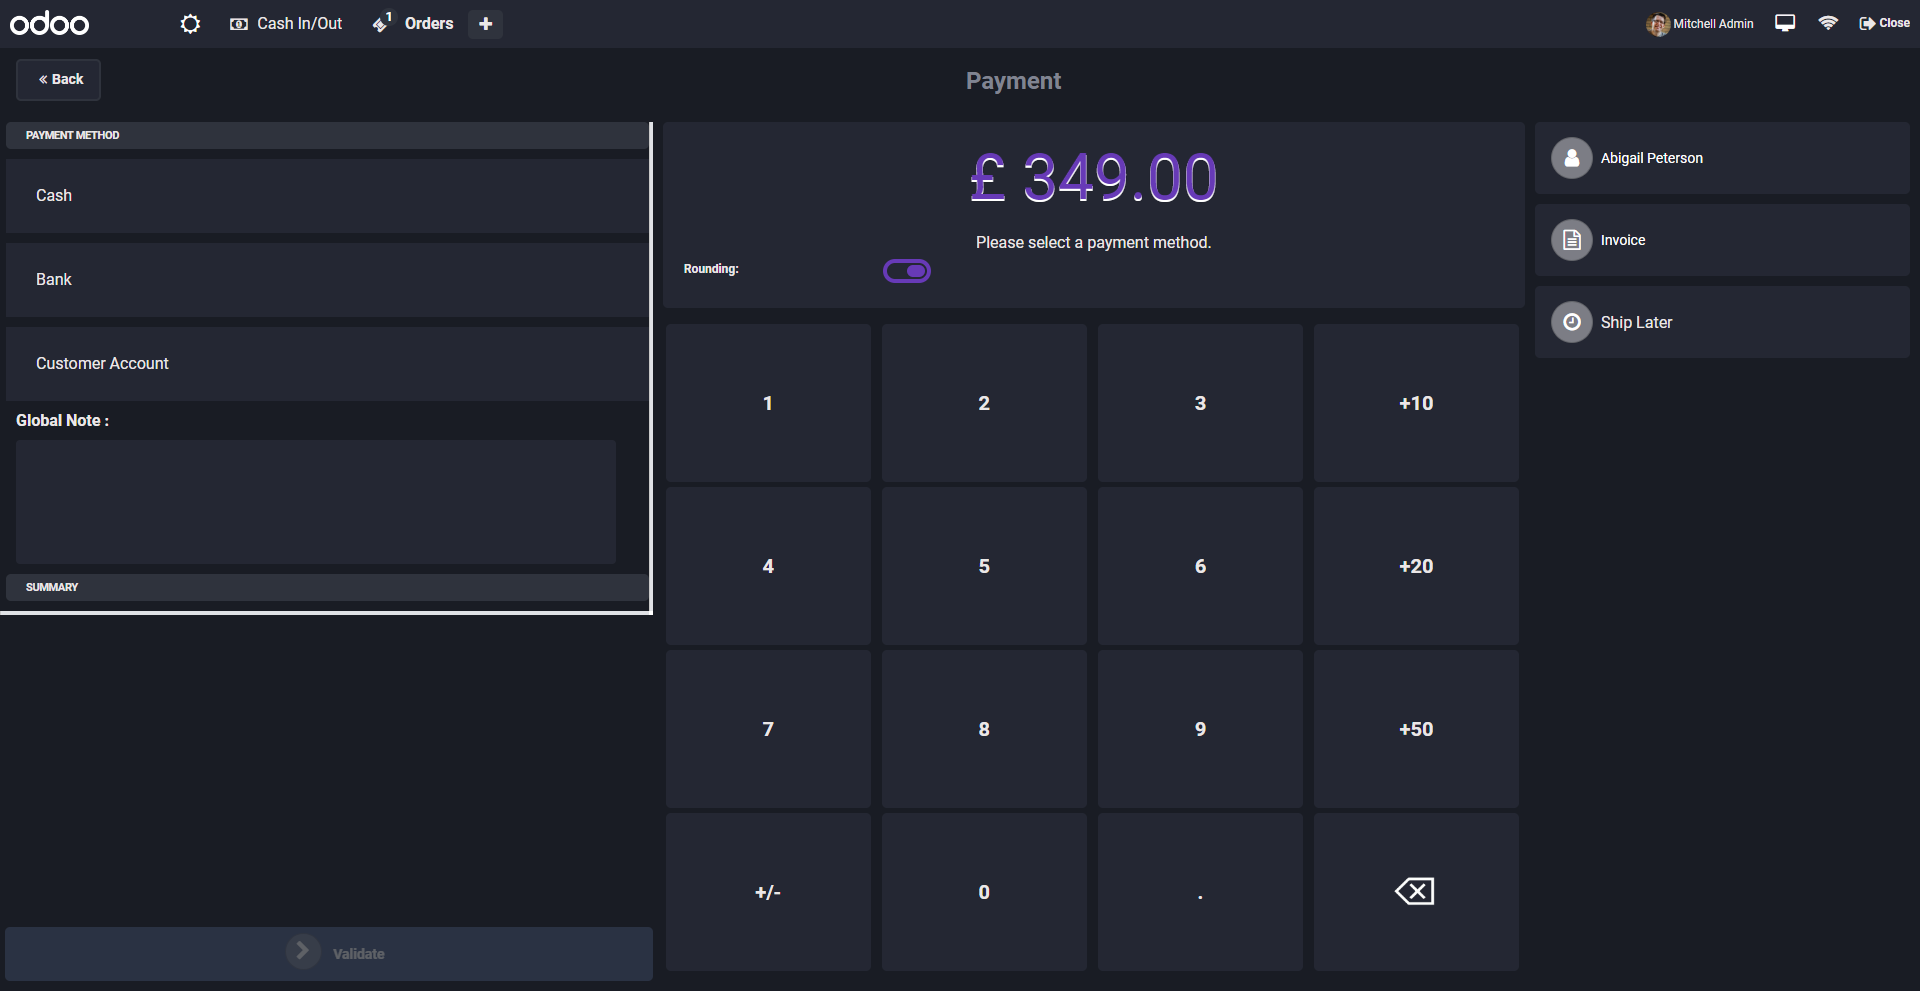 odoo
Cash In/Out
1
Orders
Mitchell Admin
Close
« Back
Payment
PAYMENT METHOD
Cash
Bank
Customer Account
Global Note :
SUMMARY
Validate
£ 349.00
Please select a payment method.
Rounding:
1 2 3 +10
4 5 6 +20
7 8 9 +50
+/- 0 .
Abigail Peterson
Invoice
Ship Later